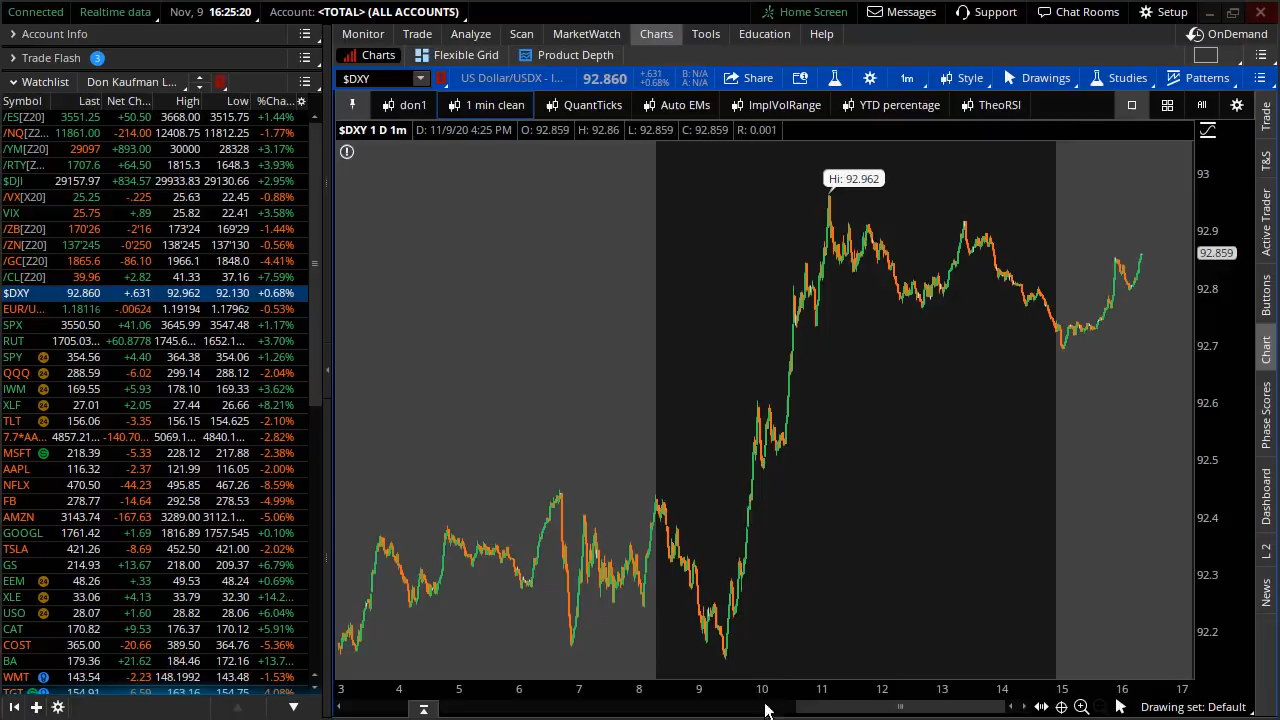 Connected Realtime data Nov, 9 16:25:20 Account: <TOTAL> (ALL ACCOUNTS) Home Screen Messages Support Chat Rooms Setup
Account Info Monitor Trade Analyze Scan MarketWatch Charts Tools Education Help OnDemand
Trade Flash 3 Charts Flexible Grid Product Depth
Watchlist Don Kaufman L... $DXY US Dollar/USDX - I... 92.860 +.631 +0.68% B: N/A A: N/A Share 1m Style Drawings Studies Patterns
Symbol Last Net Ch... High Low %Cha... don1 1 min clean QuantTicks Auto EMs ImplVolRange YTD percentage TheoRSI All
/ES[Z20] 3551.25 +50.50 3668.00 3515.75 +1.44%
/NQ[Z2... 11861.00 -214.00 12408.75 11812.25 -1.77%
/YM[Z20] 29097 +893.00 30000 28328 +3.17%
/RTY[Z... 1707.6 +64.50 1815.3 1648.3 +3.93%
$DJI 29157.97 +834.57 29933.83 29130.66 +2.95%
/VX[X20] 25.25 -.225 25.63 22.45 -0.88%
VIX 25.75 +.89 25.82 22.41 +3.58%
/ZB[Z20] 170'26 -2'16 173'24 169'29 -1.44%
/ZN[Z20] 137'245 -0'250 138'245 137'130 -0.56%
/GC[Z20] 1865.6 -86.10 1966.1 1848.0 -4.41%
/CL[Z20] 39.96 +2.82 41.33 37.16 +7.59%
$DXY 92.860 +.631 92.962 92.130 +0.68%
EUR/U... 1.18116 -.00624 1.19194 1.17962 -0.53%
SPX 3550.50 +41.06 3645.99 3547.48 +1.17%
RUT 1705.03... +60.8778 1745.6... 1652.1... +3.70%
SPY 24 354.56 +4.40 364.38 354.06 +1.26%
QQQ 24 288.59 -6.02 299.14 288.12 -2.04%
IWM 24 169.55 +5.93 178.10 169.33 +3.62%
XLF 24 27.01 +2.05 27.44 26.66 +8.21%
TLT 24 156.06 -3.35 156.15 154.625 -2.10%
7.7*AA... 4857.21... -140.70... 5069.1... 4840.1... -2.82%
MSFT 218.39 -5.33 228.12 217.88 -2.38%
AAPL 116.32 -2.37 121.99 116.05 -2.00%
NFLX 470.50 -44.23 495.85 467.26 -8.59%
FB 278.77 -14.64 292.58 278.53 -4.99%
AMZN 3143.74 -167.63 3289.00 3112.1... -5.06%
GOOGL 1761.42 +1.69 1816.89 1757.545 +0.10%
TSLA 421.26 -8.69 452.50 421.00 -2.02%
GS 214.93 +13.67 218.00 209.37 +6.79%
EEM 24 48.26 +.33 49.53 48.24 +0.69%
XLE 24 33.06 +4.13 33.79 32.30 +14.2...
USO 24 28.07 +1.60 28.82 28.06 +6.04%
CAT 170.82 +9.53 176.37 170.12 +5.91%
COST 365.00 -20.66 389.50 364.76 -5.36%
BA 179.36 +21.62 184.46 172.16 +13.7...
WMT 143.54 -2.23 148.1992 143.48 -1.53%
TGT 154.91 -6.59 163.16 154.75 -4.08%
$DXY 1 D 1m D: 11/9/20 4:25 PM O: 92.859 H: 92.86 L: 92.859 C: 92.859 R: 0.001
Hi: 92.962
93
92.9
92.859
92.8
92.7
92.6
92.5
92.4
92.3
92.2
3 4 5 6 7 8 9 10 11 12 13 14 15 16 17
Drawing set: Default
Trade
T&S
Active Trader
Buttons
Chart
Phase Scores
Dashboard
L 2
News